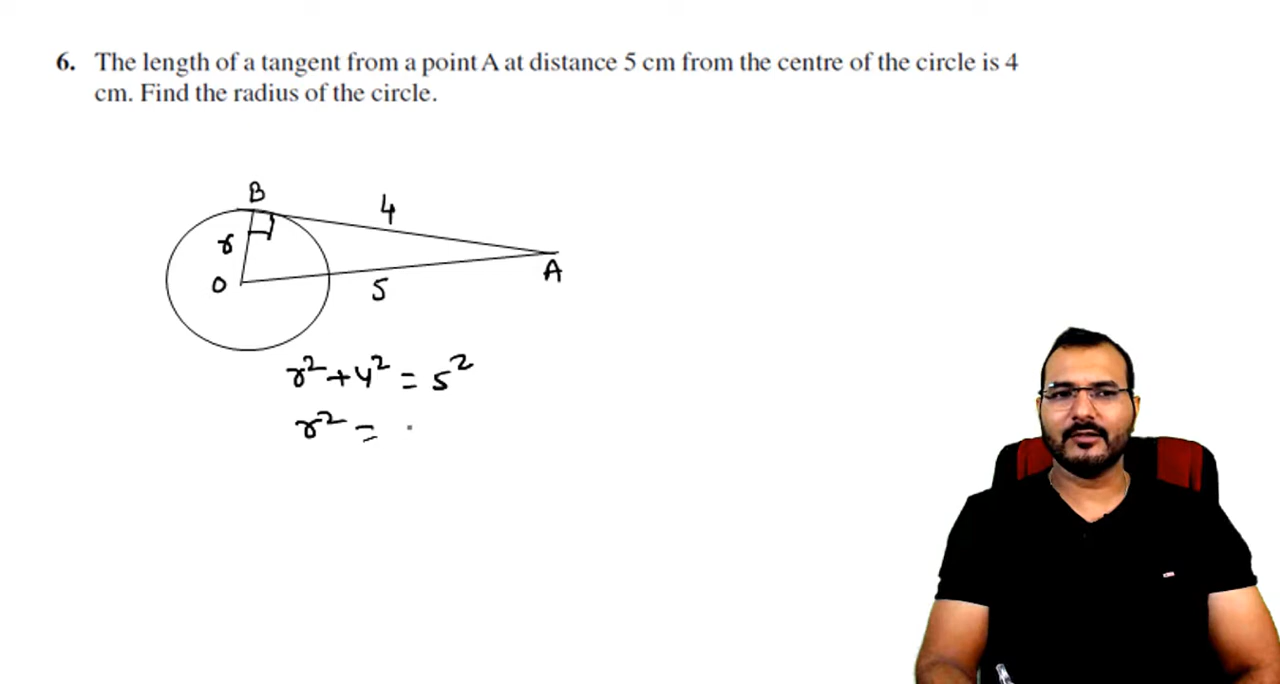 6. The length of a tangent from a point A at distance 5 cm from the centre of the circle is 4
cm. Find the radius of the circle.
B
4
r
O
5
A
r² + 4² = 5²
r² =